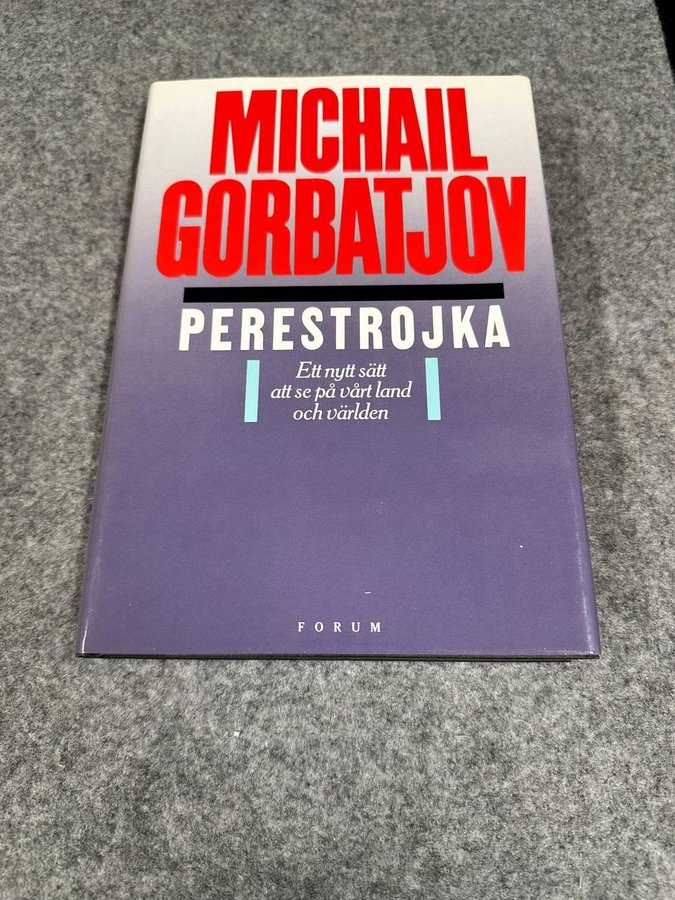 MICHAIL
GORBATJOV
PERESTROJKA
Ett nytt sätt
att se på vårt land
och världen
FORUM